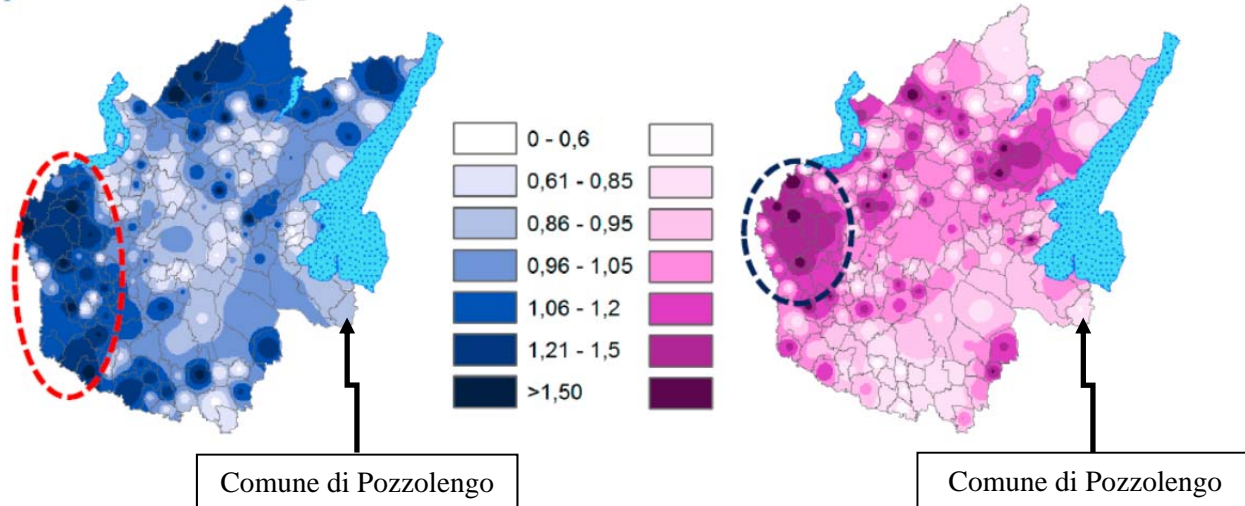 0 - 0,6
0,61 - 0,85
0,86 - 0,95
0,96 - 1,05
1,06 - 1,2
1,21 - 1,5
>1,50
Comune di Pozzolengo
Comune di Pozzolengo